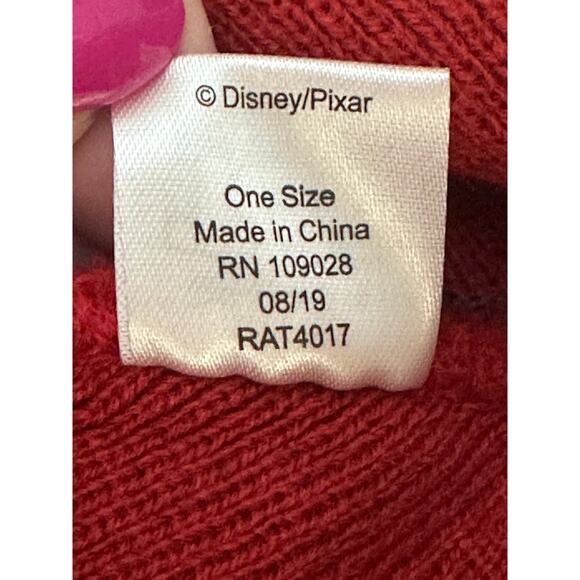 © Disney/Pixar
One Size
Made in China
RN 109028
08/19
RAT4017